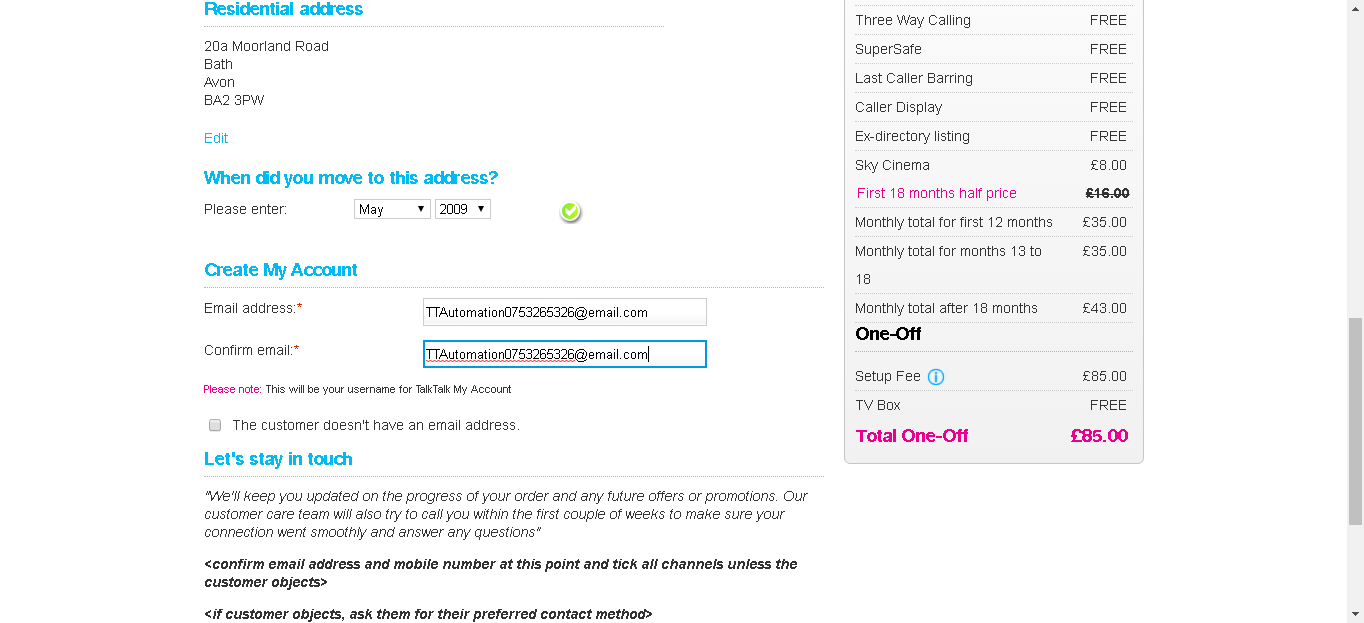 Residential address
20a Moorland Road
Bath
Avon
BA2 3PW
Edit
When did you move to this address?
Please enter: May 2009
Create My Account
Email address:* TTAutomation0753265326@email.com
Confirm email:* TTAutomation0753265326@email.com
Please note: This will be your username for TalkTalk My Account
The customer doesn't have an email address.
Let's stay in touch
"We'll keep you updated on the progress of your order and any future offers or promotions. Our
customer care team will also try to call you within the first couple of weeks to make sure your
connection went smoothly and answer any questions"
<confirm email address and mobile number at this point and tick all channels unless the
customer objects>
<if customer objects, ask them for their preferred contact method>
Three Way Calling FREE
SuperSafe FREE
Last Caller Barring FREE
Caller Display FREE
Ex-directory listing FREE
Sky Cinema £8.00
First 18 months half price £16.00
Monthly total for first 12 months £35.00
Monthly total for months 13 to £35.00
18
Monthly total after 18 months £43.00
One-Off
Setup Fee £85.00
TV Box FREE
Total One-Off £85.00